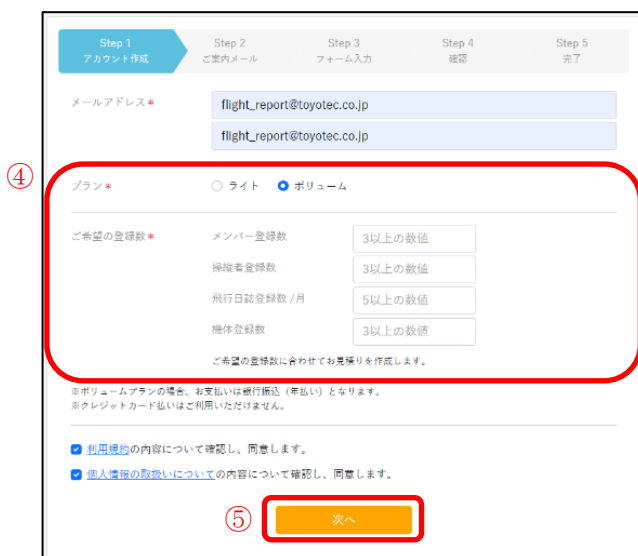 Step 1 Step 2 Step 3 Step 4 Step 5
アカウント作成 ご案内メール フォーム入力 確認 完了
メールアドレス* flight_report@toyotec.co.jp
flight_report@toyotec.co.jp
④
プラン* ライト ボリューム
ご希望の登録数* メンバー登録数 3以上の数値
操縦者登録数 3以上の数値
飛行日誌登録数 /月 5以上の数値
機体登録数 3以上の数値
ご希望の登録数に合わせてお見積りを作成します。
※ボリュームプランの場合、お支払いは銀行振込（年払い）となります。
※クレジットカード払いはご利用いただけません。
利用規約の内容について確認し、同意します。
個人情報の取扱いについての内容について確認し、同意します。
⑤ 次へ